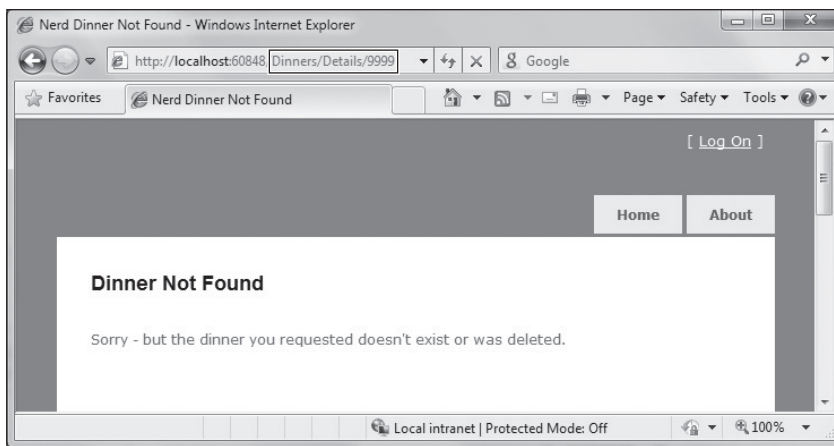 Nerd Dinner Not Found - Windows Internet Explorer
http://localhost:60848/Dinners/Details/9999
Google
Favorites
Nerd Dinner Not Found
Page
Safety
Tools
[ Log On ]
Home
About
Dinner Not Found
Sorry - but the dinner you requested doesn't exist or was deleted.
Local intranet | Protected Mode: Off
100%